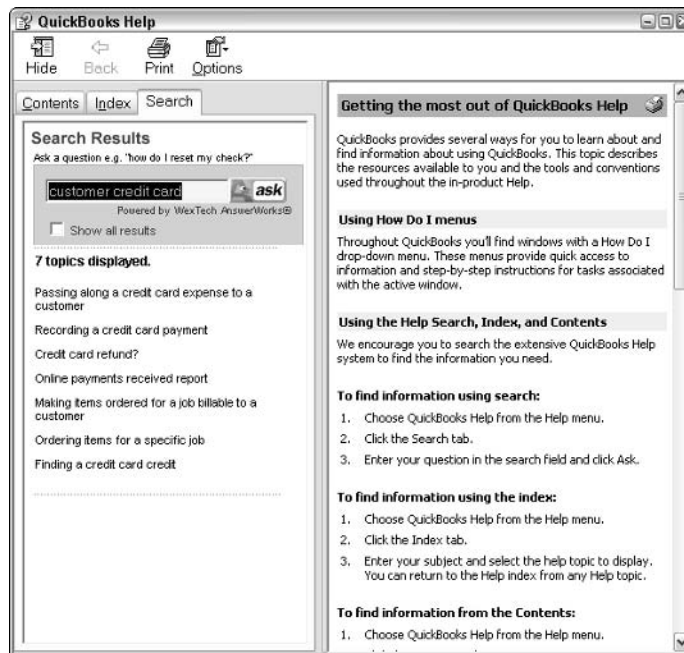 QuickBooks Help
Hide Back Print Options
Contents Index Search
Search Results
Ask a question e.g. "how do I reset my check?"
customer credit card ask
Powered by WexTech AnswerWorks®
Show all results
7 topics displayed.
Passing along a credit card expense to a
customer
Recording a credit card payment
Credit card refund?
Online payments received report
Making items ordered for a job billable to a
customer
Ordering items for a specific job
Finding a credit card credit
Getting the most out of QuickBooks Help
QuickBooks provides several ways for you to learn about and
find information about using QuickBooks. This topic describes
the resources available to you and the tools and conventions
used throughout the in-product Help.
Using How Do I menus
Throughout QuickBooks you'll find windows with a How Do I
drop-down menu. These menus provide quick access to
information and step-by-step instructions for tasks associated
with the active window.
Using the Help Search, Index, and Contents
We encourage you to search the extensive QuickBooks Help
system to find the information you need.
To find information using search:
1. Choose QuickBooks Help from the Help menu.
2. Click the Search tab.
3. Enter your question in the search field and click Ask.
To find information using the index:
1. Choose QuickBooks Help from the Help menu.
2. Click the Index tab.
3. Enter your subject and select the help topic to display.
You can return to the Help index from any Help topic.
To find information from the Contents:
1. Choose QuickBooks Help from the Help menu.